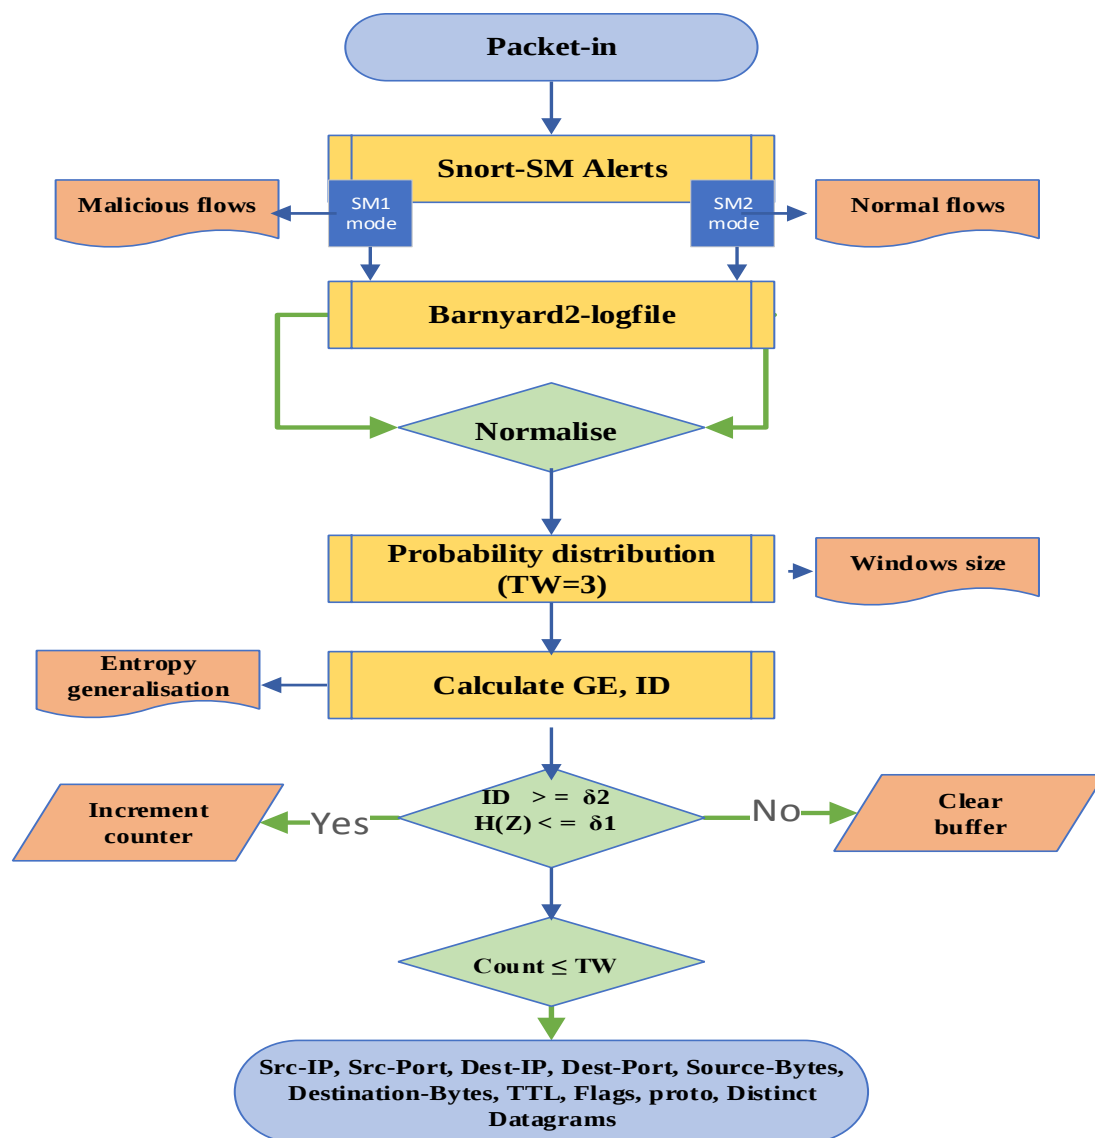 Packet-in
Snort-SM Alerts
Malicious flows
SM1
mode
SM2
mode
Normal flows
Barnyard2-logfile
Normalise
Probability distribution
(TW=3)
Windows size
Entropy
generalisation
Calculate GE, ID
ID > = δ2
H(Z) < = δ1
Increment
counter
Yes
No
Clear
buffer
Count ≤ TW
Src-IP, Src-Port, Dest-IP, Dest-Port, Source-Bytes,
Destination-Bytes, TTL, Flags, proto, Distinct
Datagrams